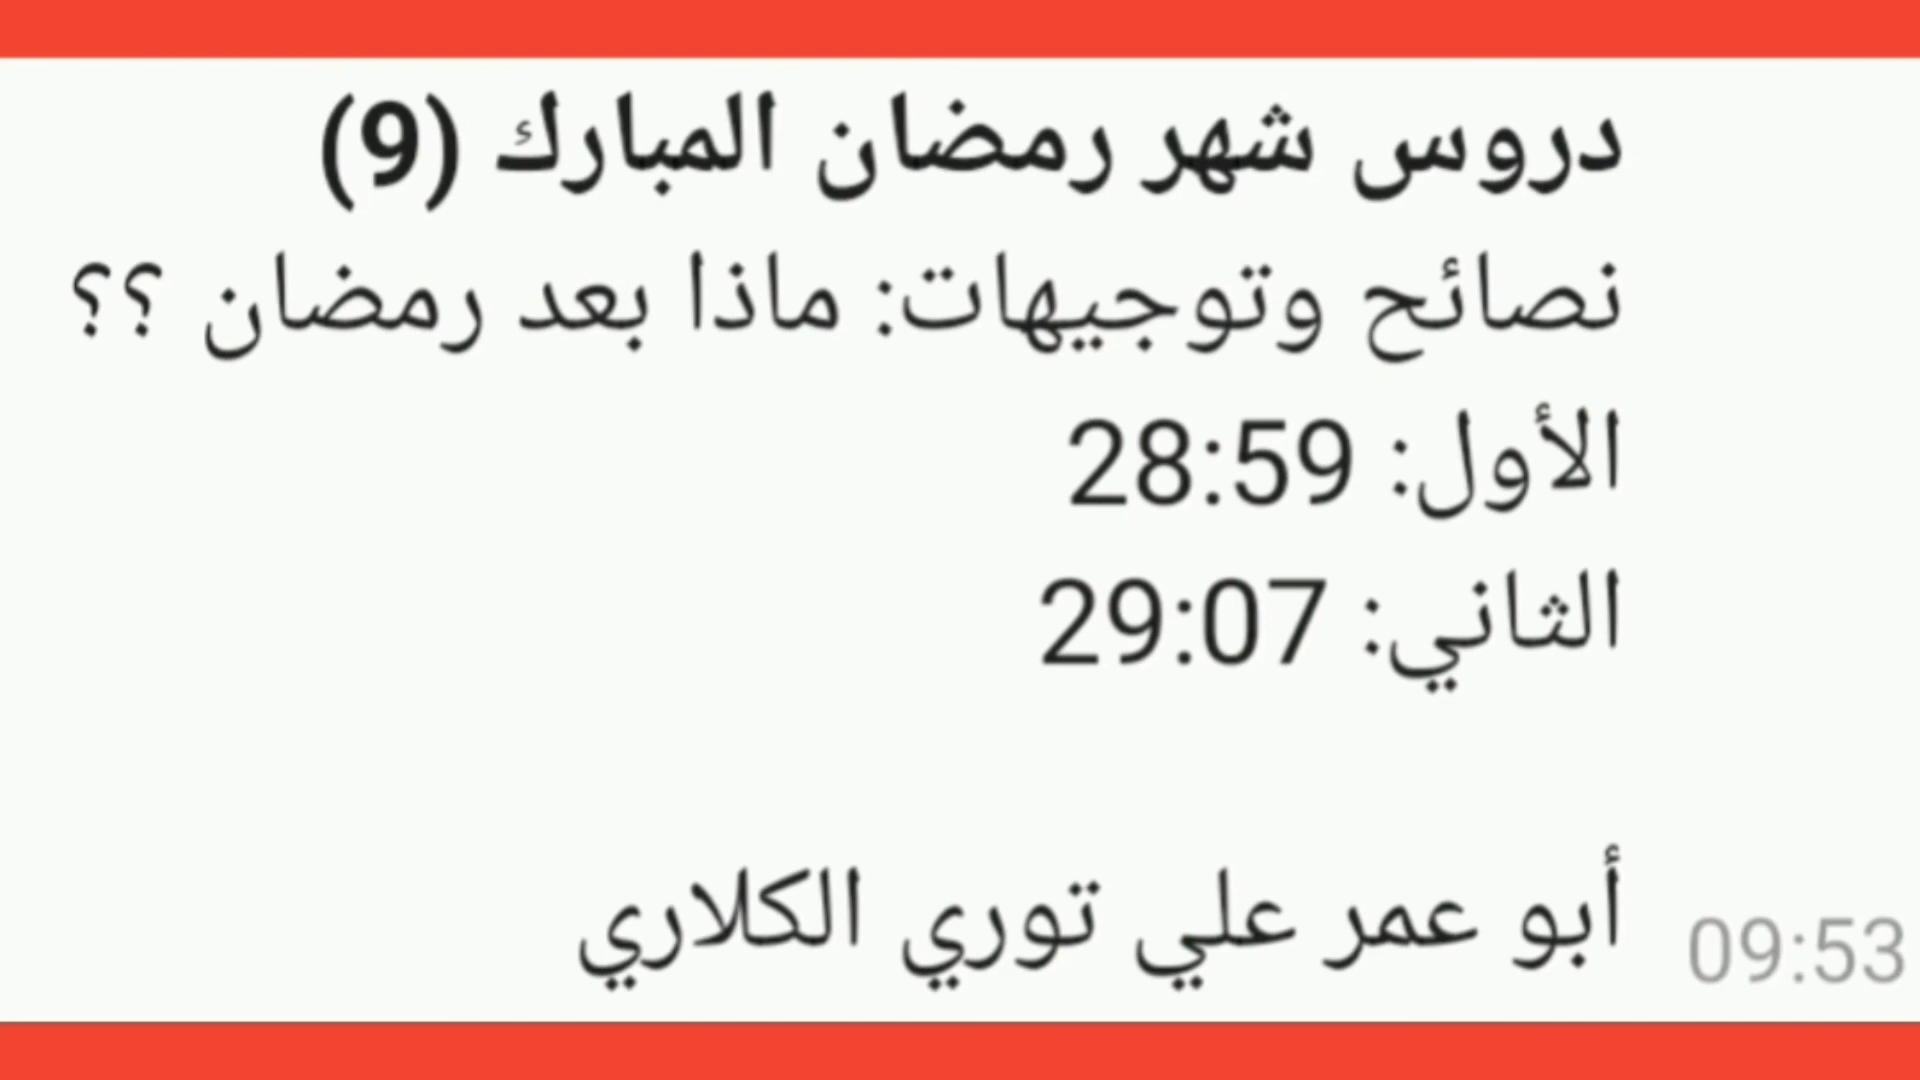 دروس شهر رمضان المبارك (9)
نصائح وتوجيهات: ماذا بعد رمضان ؟؟
الأول: 28:59
الثاني: 29:07
أبو عمر علي توري الكلاري
09:53